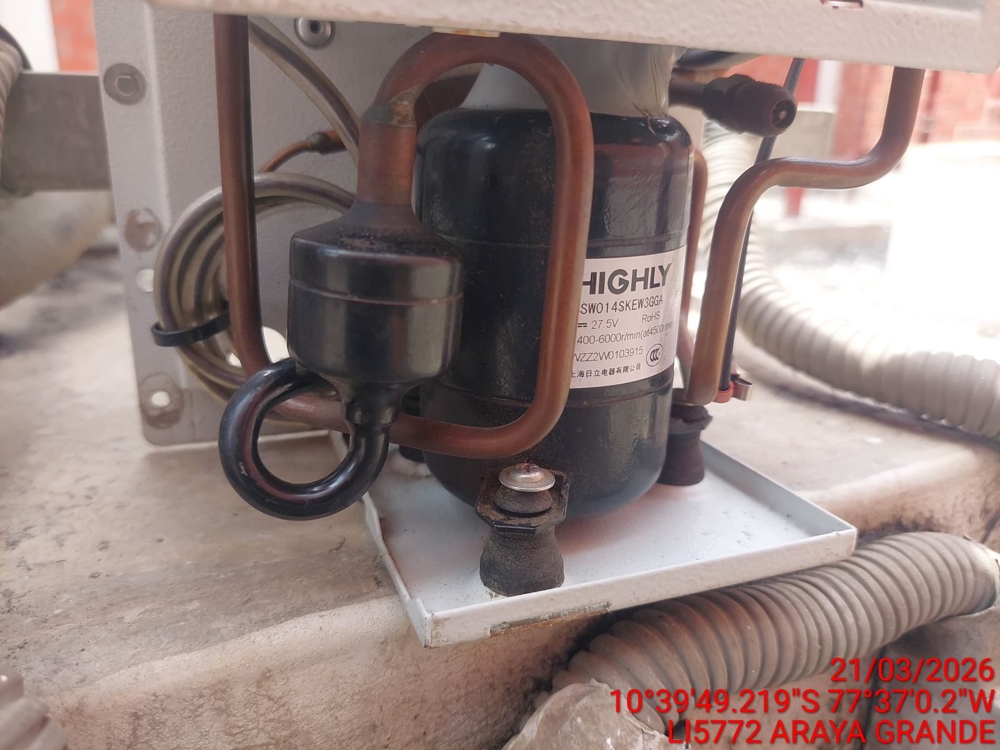 HIGHLY
SW014SKEW3GGA
27.5V RoHS
400-6000r/min(at4500r/min)
WZZ2W0103915
CCC S
上海日立电器有限公司
21/03/2026
10°39'49.219"S 77°37'0.2"W
LI5772 ARAYA GRANDE